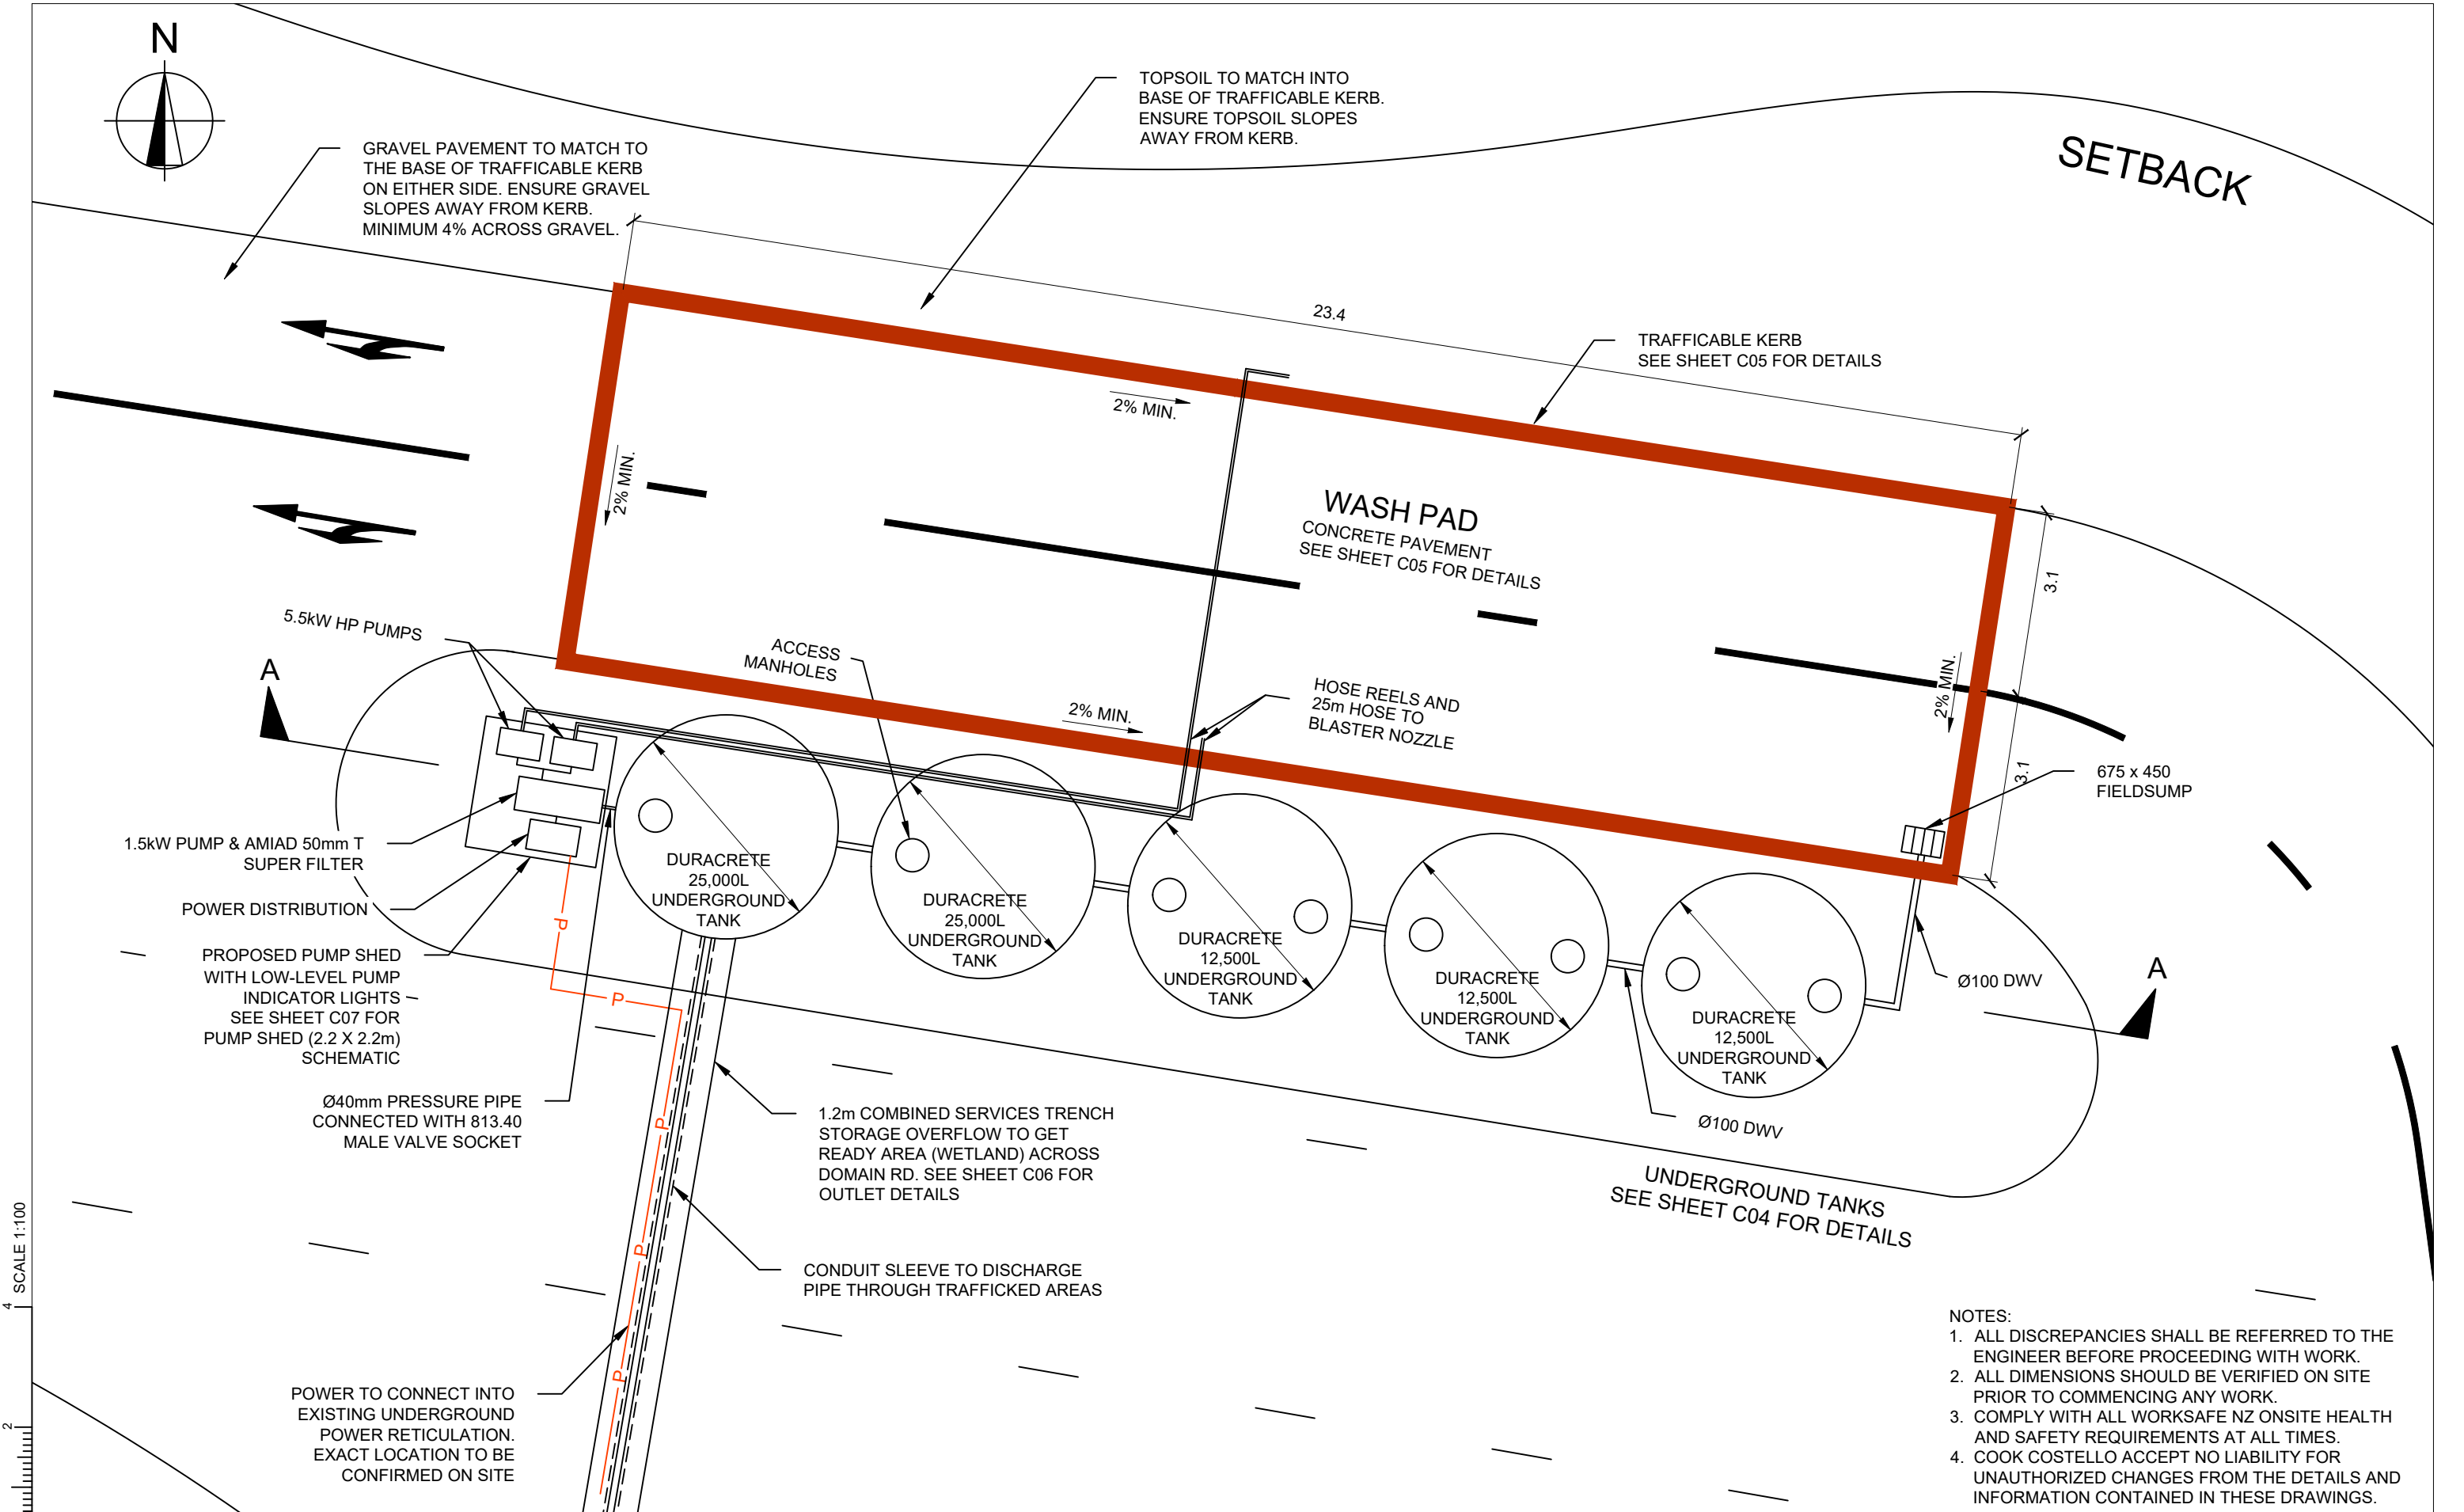 N
TOPSOIL TO MATCH INTO
BASE OF TRAFFICABLE KERB.
ENSURE TOPSOIL SLOPES
AWAY FROM KERB.
SETBACK
GRAVEL PAVEMENT TO MATCH TO
THE BASE OF TRAFFICABLE KERB
ON EITHER SIDE. ENSURE GRAVEL
SLOPES AWAY FROM KERB.
MINIMUM 4% ACROSS GRAVEL.
23.4
TRAFFICABLE KERB
SEE SHEET C05 FOR DETAILS
2% MIN.
2% MIN.
WASH PAD
CONCRETE PAVEMENT
SEE SHEET C05 FOR DETAILS
3.1
5.5kW HP PUMPS
ACCESS
MANHOLES
A
HOSE REELS AND
25m HOSE TO
BLASTER NOZZLE
2% MIN.
2% MIN.
3.1
675 x 450
FIELDSUMP
1.5kW PUMP & AMIAD 50mm T
SUPER FILTER
POWER DISTRIBUTION
PROPOSED PUMP SHED
WITH LOW-LEVEL PUMP
INDICATOR LIGHTS
SEE SHEET C07 FOR
PUMP SHED (2.2 X 2.2m)
SCHEMATIC
DURACRETE
25,000L
UNDERGROUND
TANK
DURACRETE
25,000L
UNDERGROUND
TANK
DURACRETE
12,500L
UNDERGROUND
TANK
DURACRETE
12,500L
UNDERGROUND
TANK
DURACRETE
12,500L
UNDERGROUND
TANK
Ø100 DWV
A
P
P
P
P
P
P
Ø40mm PRESSURE PIPE
CONNECTED WITH 813.40
MALE VALVE SOCKET
1.2m COMBINED SERVICES TRENCH
STORAGE OVERFLOW TO GET
READY AREA (WETLAND) ACROSS
DOMAIN RD. SEE SHEET C06 FOR
OUTLET DETAILS
Ø100 DWV
UNDERGROUND TANKS
SEE SHEET C04 FOR DETAILS
CONDUIT SLEEVE TO DISCHARGE
PIPE THROUGH TRAFFICKED AREAS
POWER TO CONNECT INTO
EXISTING UNDERGROUND
POWER RETICULATION.
EXACT LOCATION TO BE
CONFIRMED ON SITE
SCALE 1:100
4
2
NOTES:
1. ALL DISCREPANCIES SHALL BE REFERRED TO THE
ENGINEER BEFORE PROCEEDING WITH WORK.
2. ALL DIMENSIONS SHOULD BE VERIFIED ON SITE
PRIOR TO COMMENCING ANY WORK.
3. COMPLY WITH ALL WORKSAFE NZ ONSITE HEALTH
AND SAFETY REQUIREMENTS AT ALL TIMES.
4. COOK COSTELLO ACCEPT NO LIABILITY FOR
UNAUTHORIZED CHANGES FROM THE DETAILS AND
INFORMATION CONTAINED IN THESE DRAWINGS.